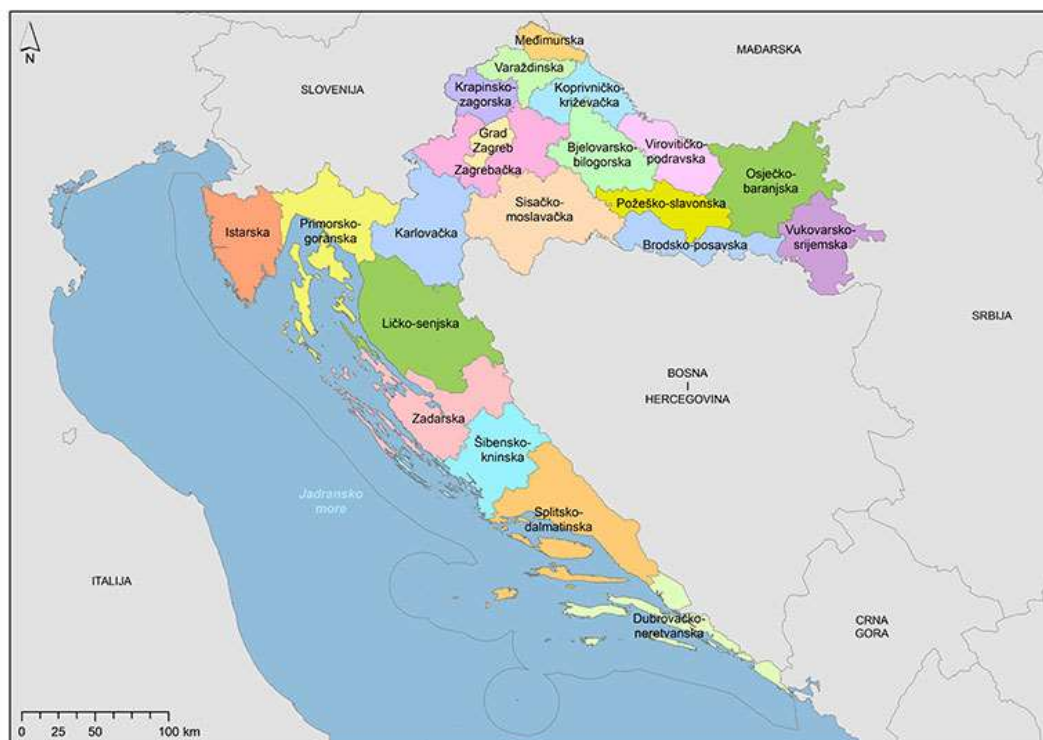 N
Međimurska
MAĐARSKA
Varaždinska
SLOVENIJA
Krapinsko-
zagorska
Koprivničko-
križevačka
Grad
Zagreb
Zagrebačka
Bjelovarsko-
bilogorska
Virovitičko-
podravska
Osječko-
baranjska
Istarska
Primorsko-
goranska
Karlovačka
Sisačko-
moslavačka
Požeško-slavonska
Brodsko-posavska
Vukovarsko-
srijemska
Ličko-senjska
SRBIJA
BOSNA
I
HERCEGOVINA
Zadarska
Šibensko-
kninska
Jadransko
more
Splitsko-
dalmatinska
ITALIJA
Dubrovačko-
neretvanska
CRNA
GORA
0 25 50 100 km